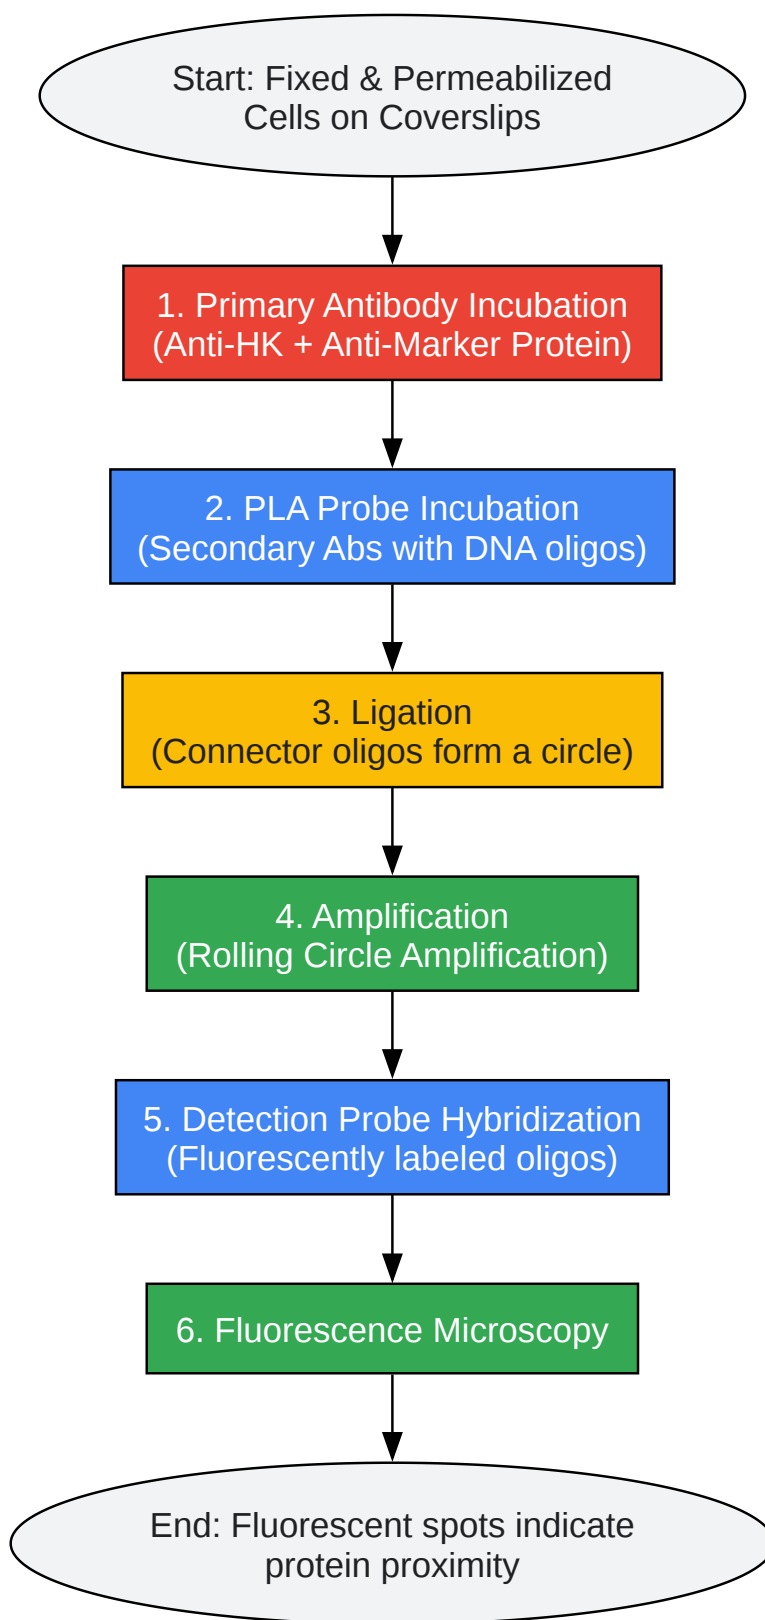 Start: Fixed & Permeabilized
Cells on Coverslips
1. Primary Antibody Incubation
(Anti-HK + Anti-Marker Protein)
2. PLA Probe Incubation
(Secondary Abs with DNA oligos)
3. Ligation
(Connector oligos form a circle)
4. Amplification
(Rolling Circle Amplification)
5. Detection Probe Hybridization
(Fluorescently labeled oligos)
6. Fluorescence Microscopy
End: Fluorescent spots indicate
protein proximity